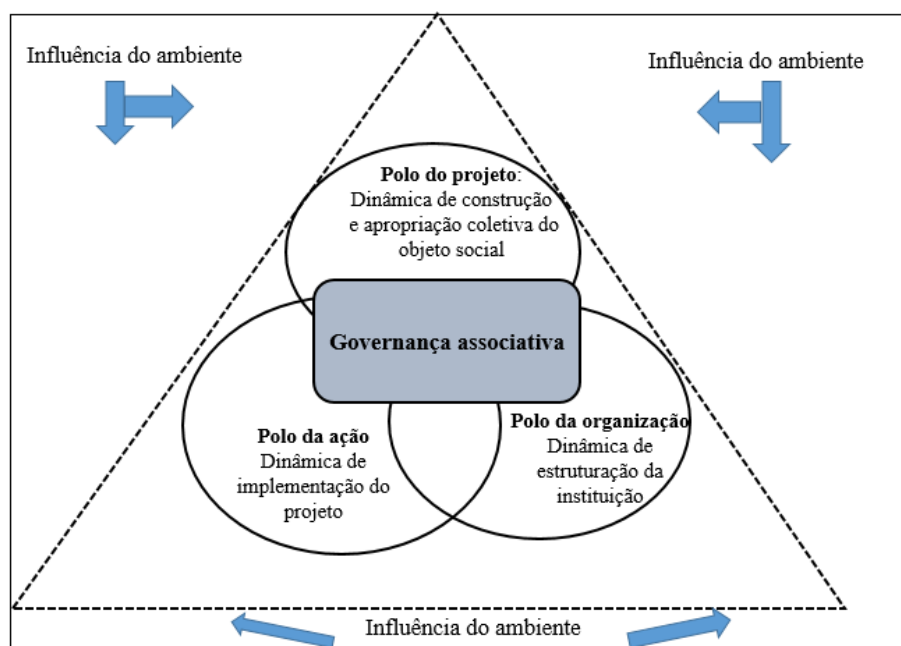 Influência do ambiente
Influência do ambiente
Polo do projeto:
Dinâmica de construção
e apropriação coletiva do
objeto social
Governança associativa
Polo da ação
Dinâmica de
implementação do
projeto
Polo da organização
Dinâmica de
estruturação da
instituição
Influência do ambiente